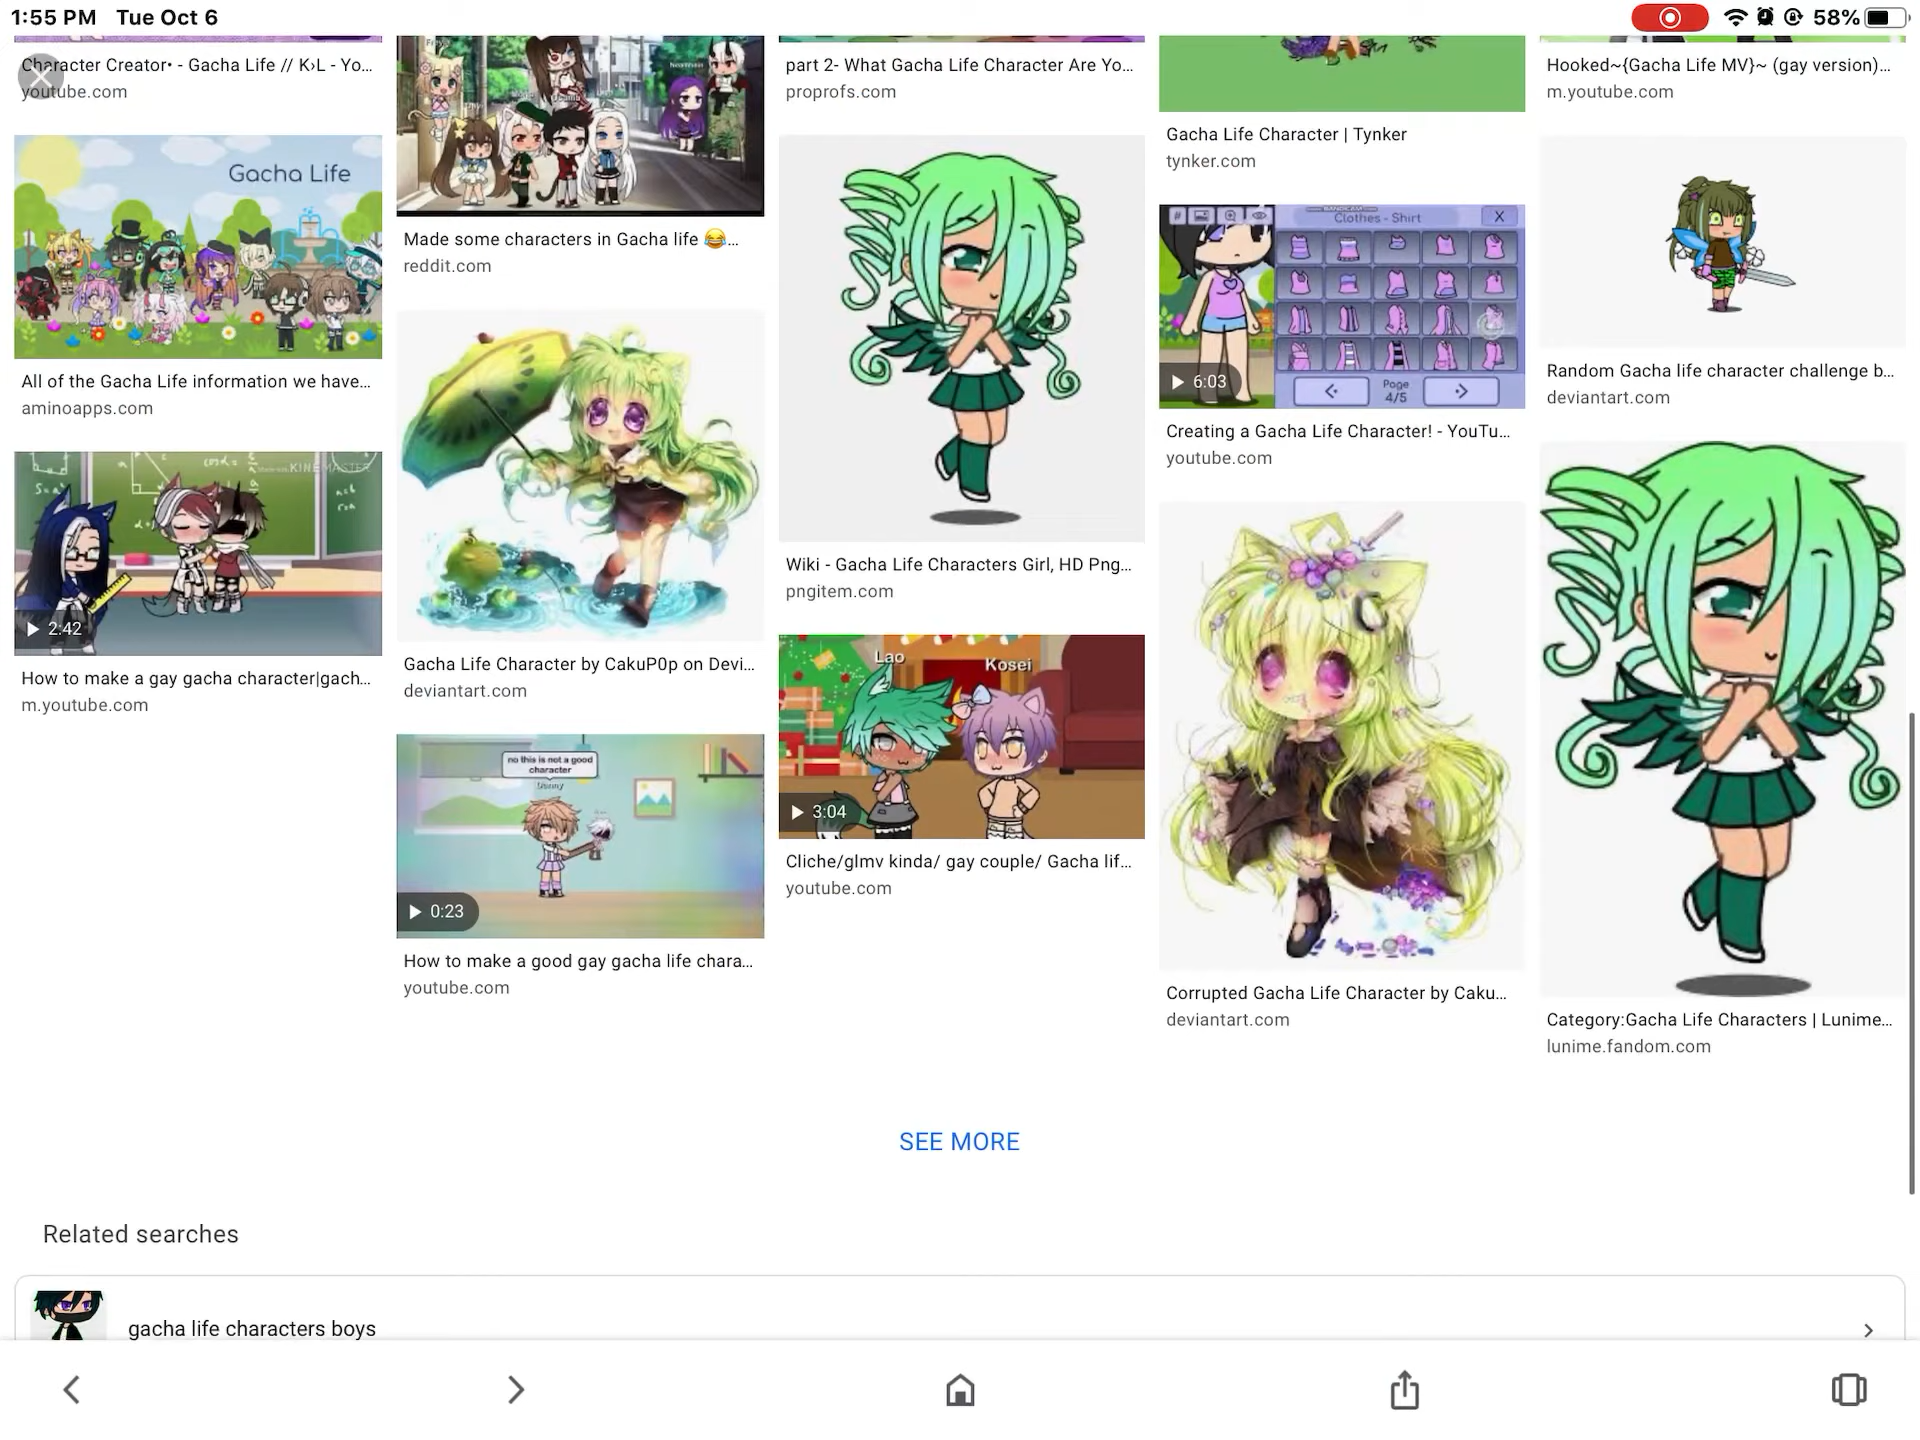 1:55 PM Tue Oct 6
58%
Character Creator• - Gacha Life // K›L - Yo...
youtube.com
Gacha Life
All of the Gacha Life information we have...
aminoapps.com
KINEMASTER
2:42
How to make a gay gacha character|gach...
m.youtube.com
Made some characters in Gacha life 😂...
reddit.com
Gacha Life Character by CakuP0p on Devi...
deviantart.com
no this is not a good
character
0:23
How to make a good gay gacha life chara...
youtube.com
part 2- What Gacha Life Character Are Yo...
proprofs.com
Wiki - Gacha Life Characters Girl, HD Png...
pngitem.com
Lao
Kosei
3:04
Cliche/glmv kinda/ gay couple/ Gacha lif...
youtube.com
Gacha Life Character | Tynker
tynker.com
Clothes - Shirt
X
Page
4/5
6:03
Creating a Gacha Life Character! - YouTu...
youtube.com
Corrupted Gacha Life Character by Caku...
deviantart.com
Hooked~{Gacha Life MV}~ (gay version)...
m.youtube.com
Random Gacha life character challenge b...
deviantart.com
Category:Gacha Life Characters | Lunime...
lunime.fandom.com
SEE MORE
Related searches
gacha life characters boys